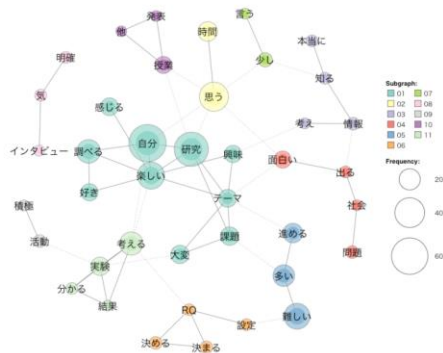 言う
発表
他
時間
少し
本当に
授業
知る
明確
思う
気
感じる
考え
情報
自分
研究
興味
インタビュー
調べる
面白い
楽しい
出る
好き
テーマ
積極
社会
活動
考える
課題
進める
大変
実験
問題
多い
分かる
結果
RQ
難しい
設定
決める
決まる
Subgraph:
01 07
02 08
03 09
04 10
05 11
06
Frequency:
20
40
60